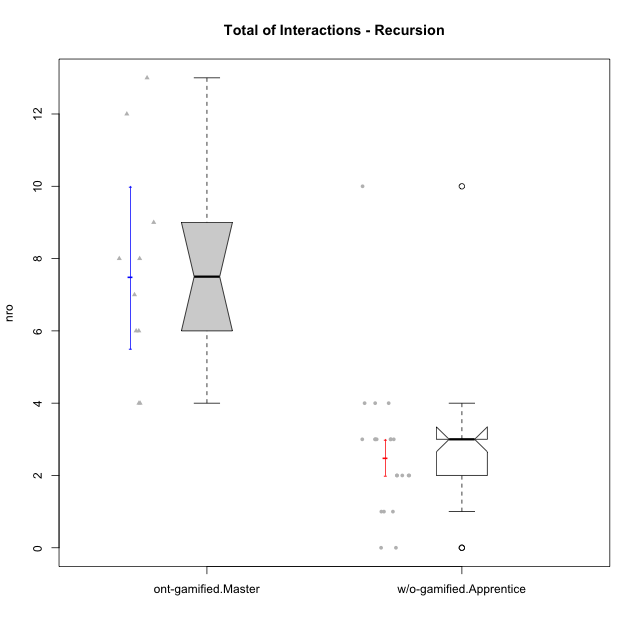 Total of Interactions - Recursion
nro
12
10
8
6
4
2
0
ont-gamified.Master
w/o-gamified.Apprentice